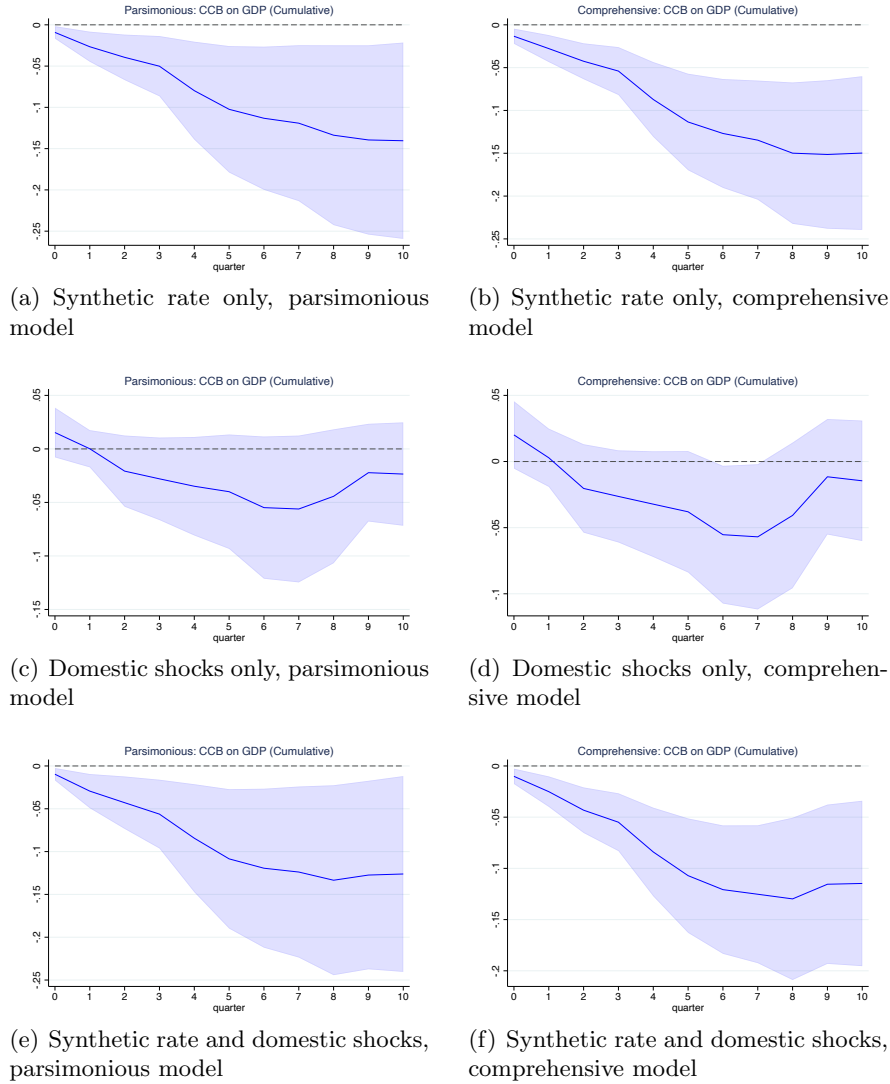 Parsimonious: CCB on GDP (Cumulative)
0
-.05
-.1
-.15
-.2
-.25
0 1 2 3 4 5 6 7 8 9 10
quarter
(a) Synthetic rate only, parsimonious
model
Comprehensive: CCB on GDP (Cumulative)
0
-.05
-.1
-.15
-.2
-.25
0 1 2 3 4 5 6 7 8 9 10
quarter
(b) Synthetic rate only, comprehensive
model
Parsimonious: CCB on GDP (Cumulative)
.05
0
-.05
-.1
-.15
0 1 2 3 4 5 6 7 8 9 10
quarter
(c) Domestic shocks only, parsimonious
model
Comprehensive: CCB on GDP (Cumulative)
.05
0
-.05
-.1
0 1 2 3 4 5 6 7 8 9 10
quarter
(d) Domestic shocks only, comprehen-
sive model
Parsimonious: CCB on GDP (Cumulative)
0
-.05
-.1
-.15
-.2
-.25
0 1 2 3 4 5 6 7 8 9 10
quarter
(e) Synthetic rate and domestic shocks,
parsimonious model
Comprehensive: CCB on GDP (Cumulative)
0
-.05
-.1
-.15
-.2
0 1 2 3 4 5 6 7 8 9 10
quarter
(f) Synthetic rate and domestic shocks,
comprehensive model